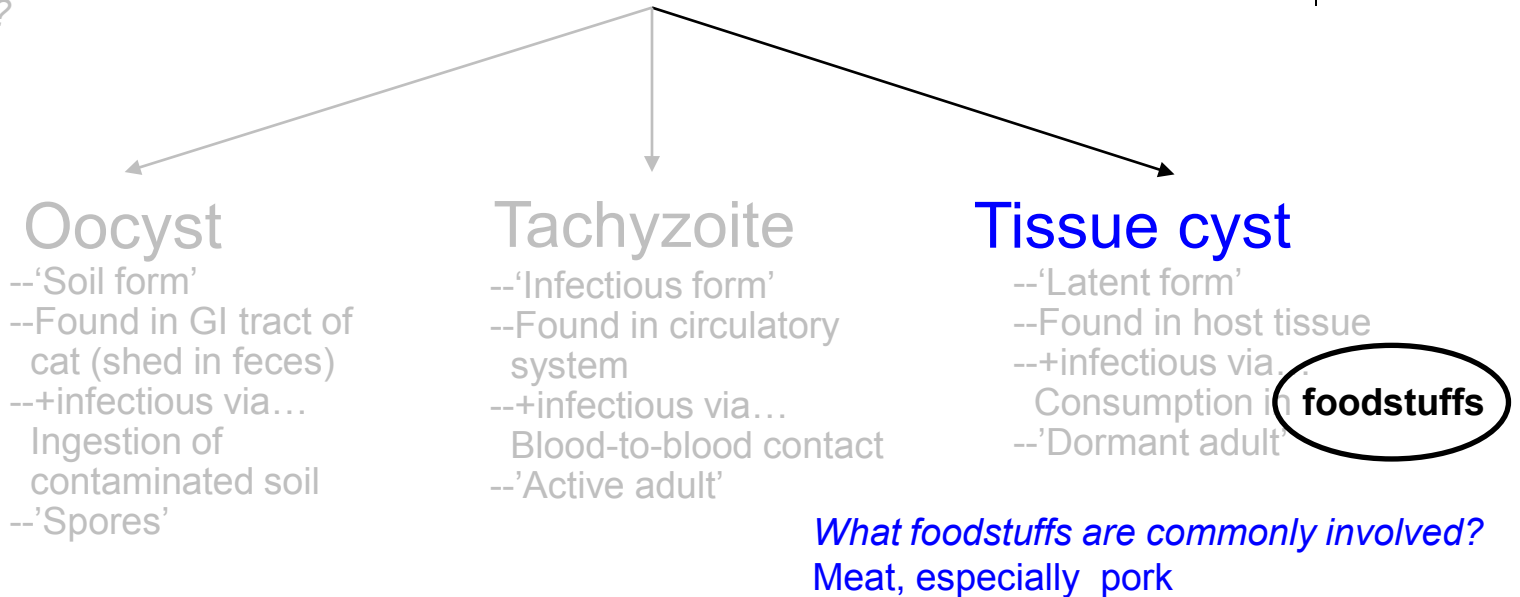 ?
Oocyst
--'Soil form'
--Found in GI tract of
cat (shed in feces)
--+infectious via…
Ingestion of
contaminated soil
--’Spores’
Tachyzoite
--‘Infectious form’
--Found in circulatory
system
--+infectious via…
Blood-to-blood contact
--’Active adult’
Tissue cyst
--‘Latent form’
--Found in host tissue
--+infectious via…
Consumption in foodstuffs
--’Dormant adult’
What foodstuffs are commonly involved?
Meat, especially pork